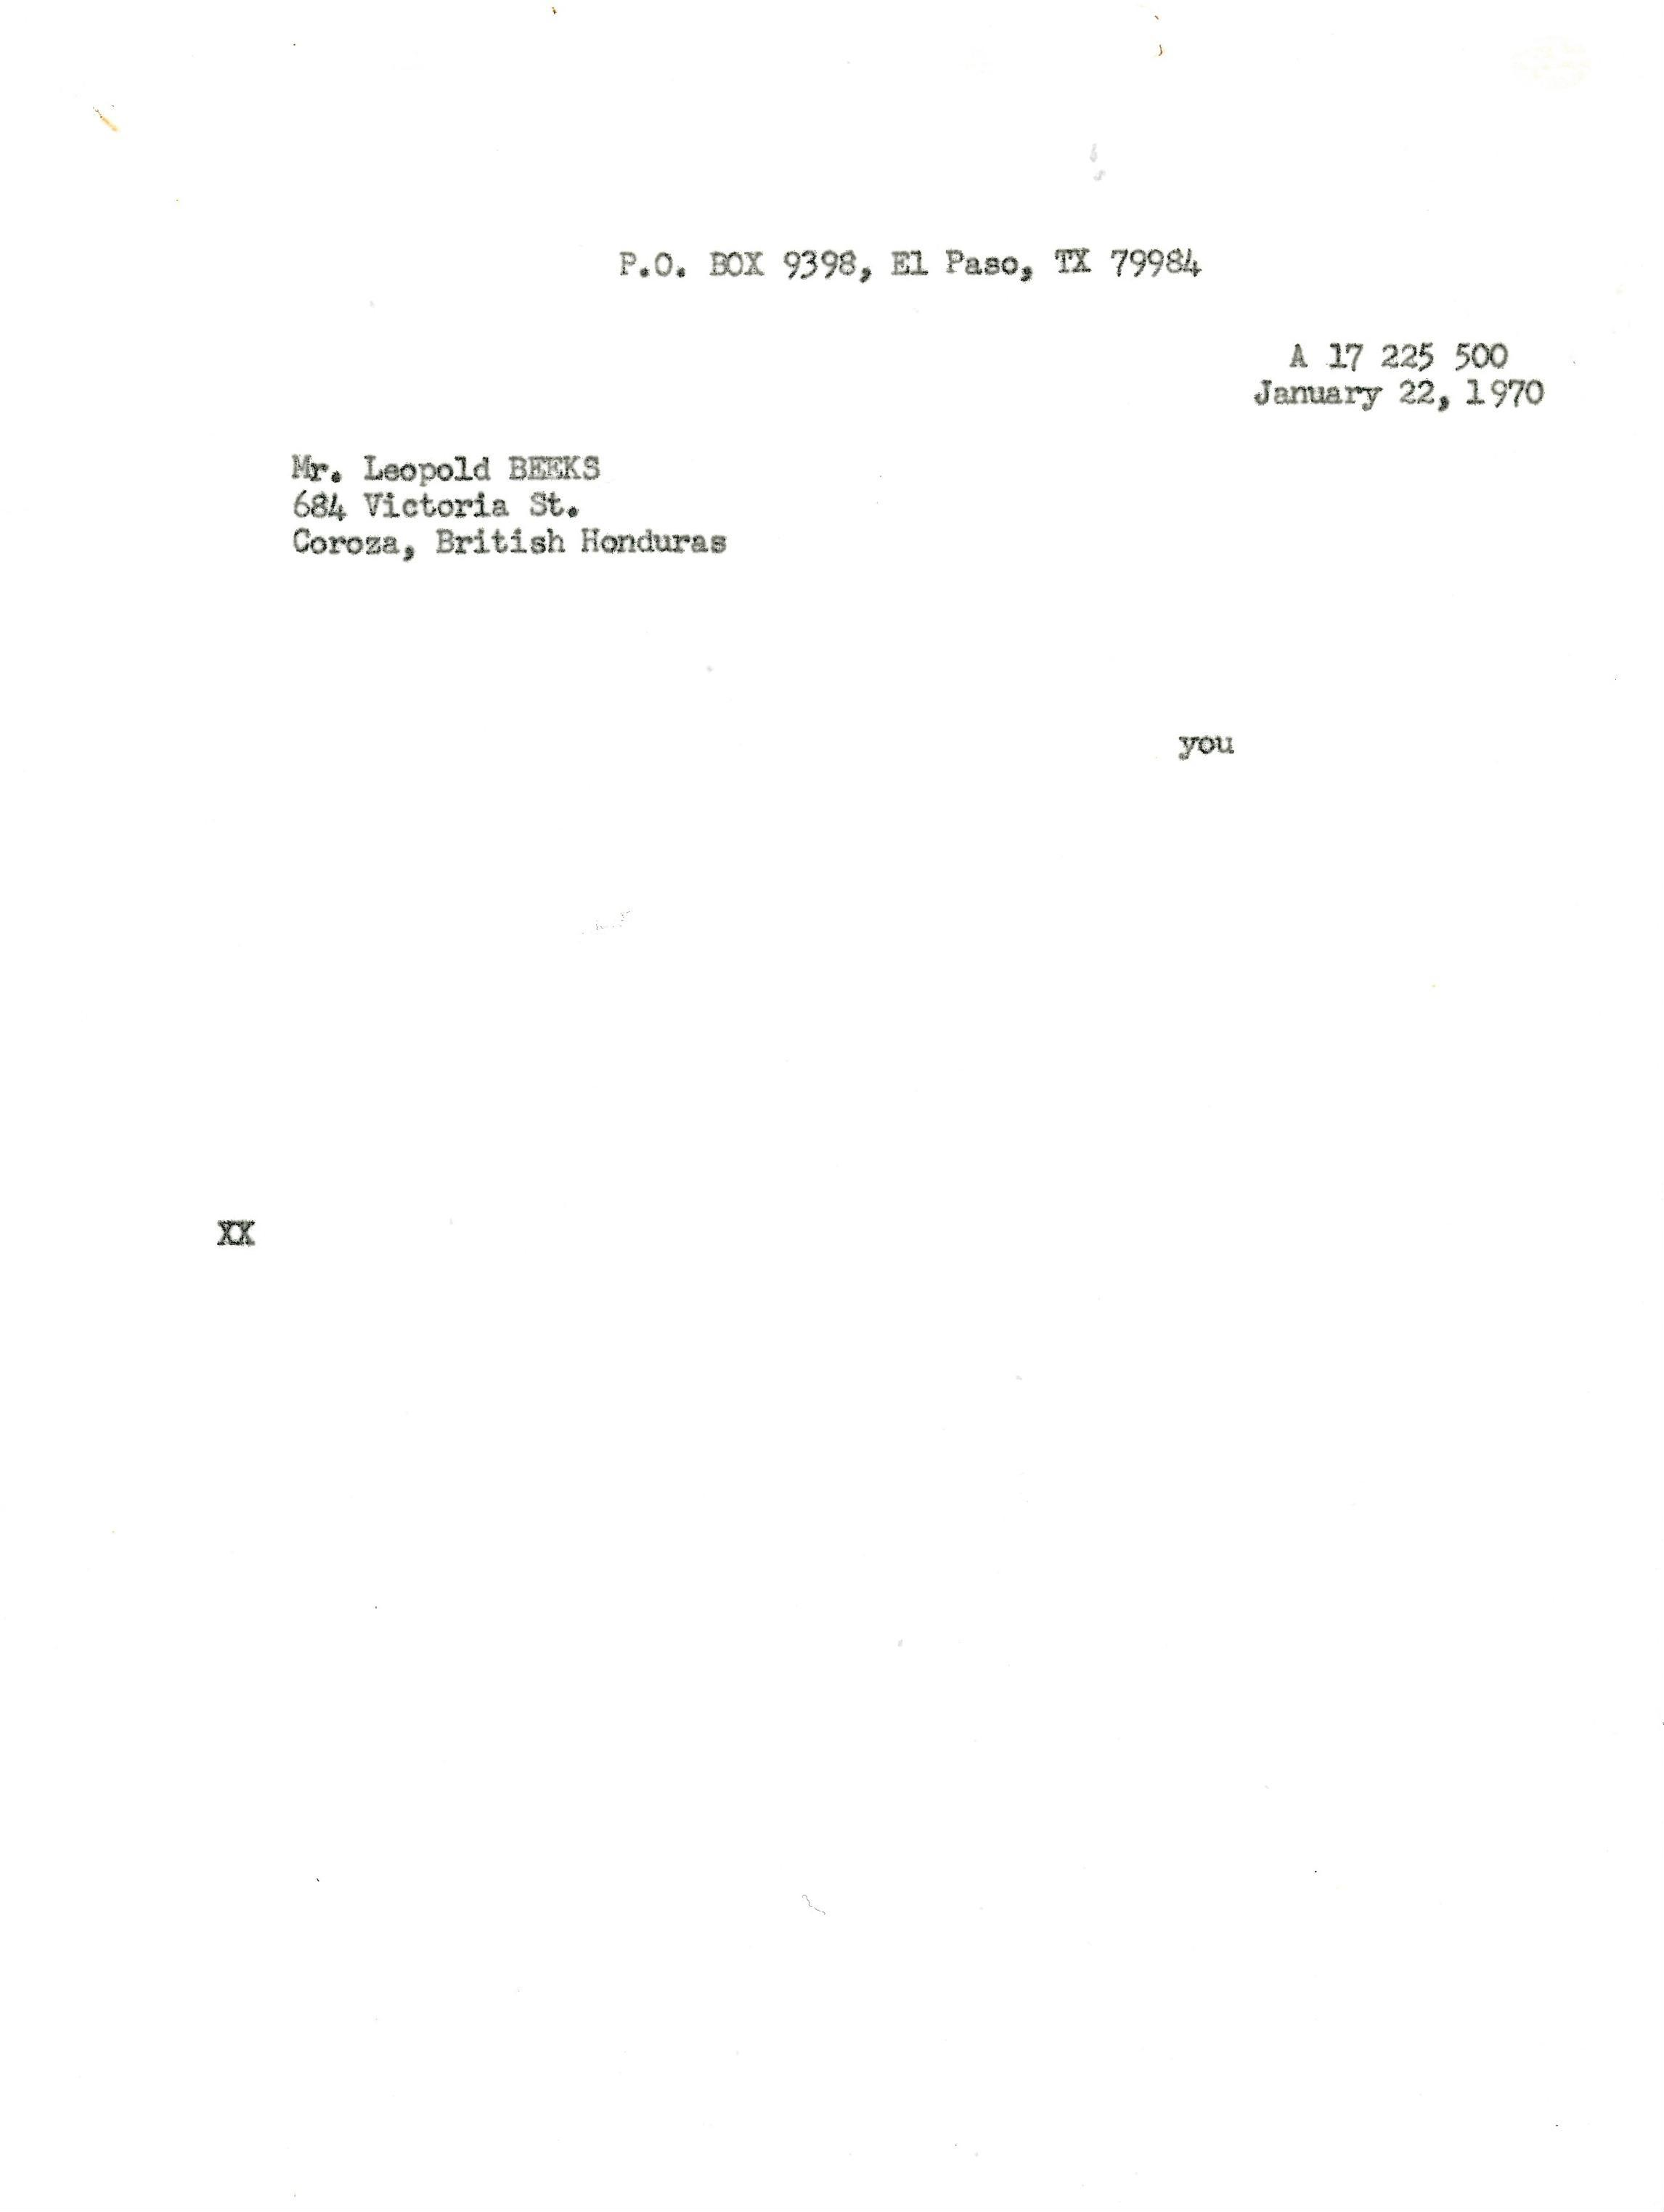 P.O. BOX 9398, El Paso, TX 79984
A 17 225 500
January 22, 1970
Mr. Leopold BEEKS
684 Victoria St.
Coroza, British Honduras
you
XX